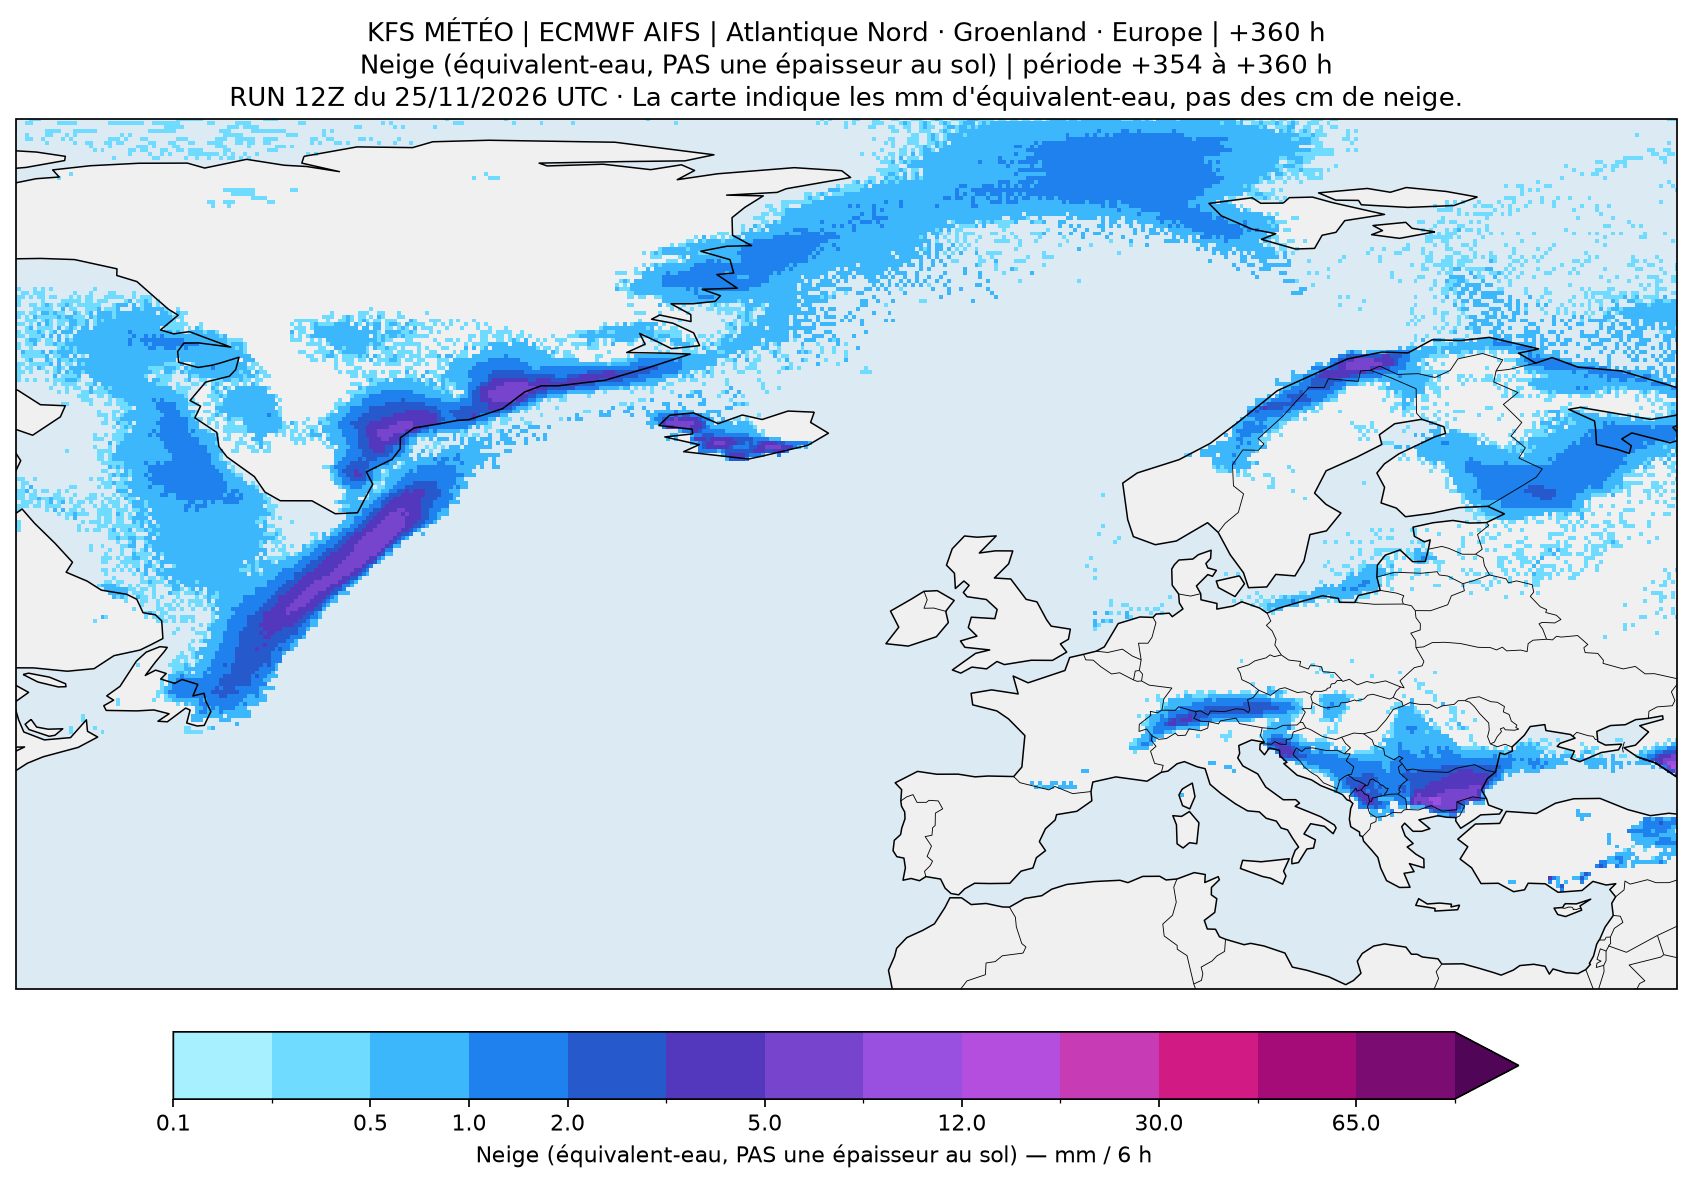 KFS MÉTÉO | ECMWF AIFS | Atlantique Nord · Groenland · Europe | +360 h
Neige (équivalent-eau, PAS une épaisseur au sol) | période +354 à +360 h
RUN 12Z du 25/11/2026 UTC · La carte indique les mm d'équivalent-eau, pas des cm de neige.
0.1 0.5 1.0 2.0 5.0 12.0 30.0 65.0
Neige (équivalent-eau, PAS une épaisseur au sol) — mm / 6 h